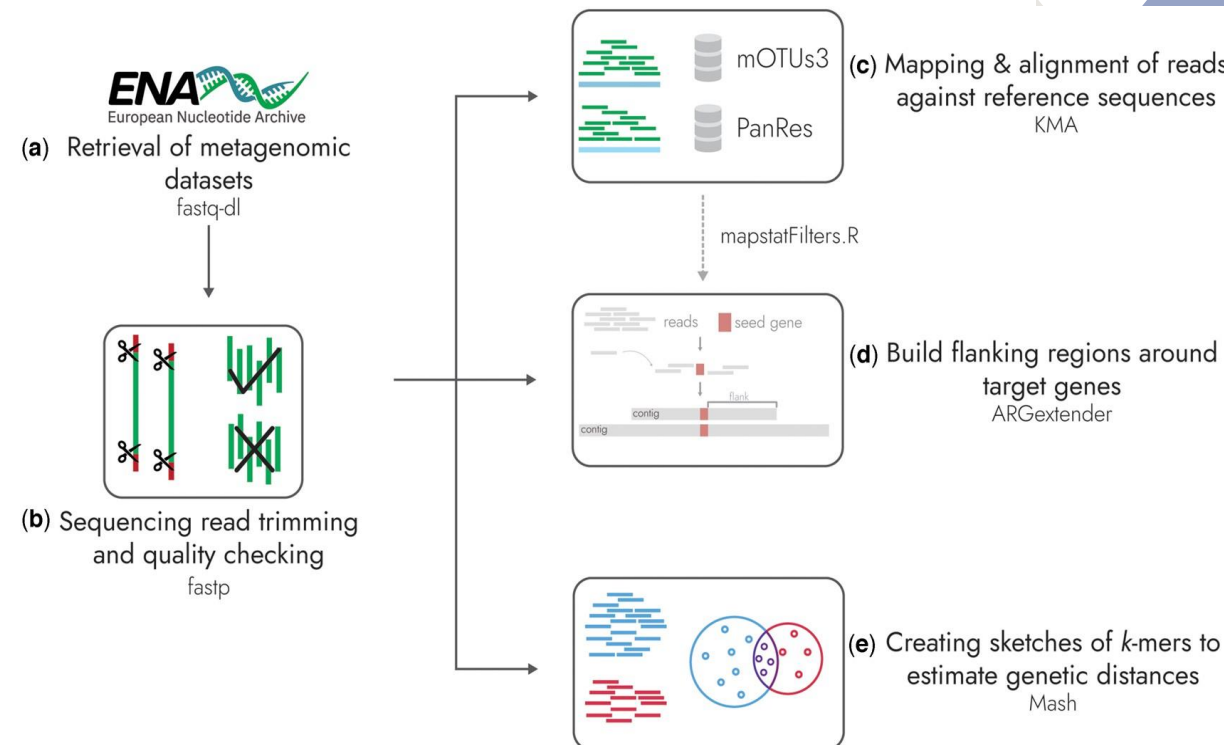 ENA
European Nucleotide Archive
(a) Retrieval of metagenomic
datasets
fastq-dl
(b) Sequencing read trimming
and quality checking
fastp
mOTUs3
PanRes
(c) Mapping & alignment of reads
against reference sequences
KMA
mapstatFilters.R
reads
seed gene
flank
contig
contig
(d) Build flanking regions around
target genes
ARGextender
(e) Creating sketches of k-mers to
estimate genetic distances
Mash